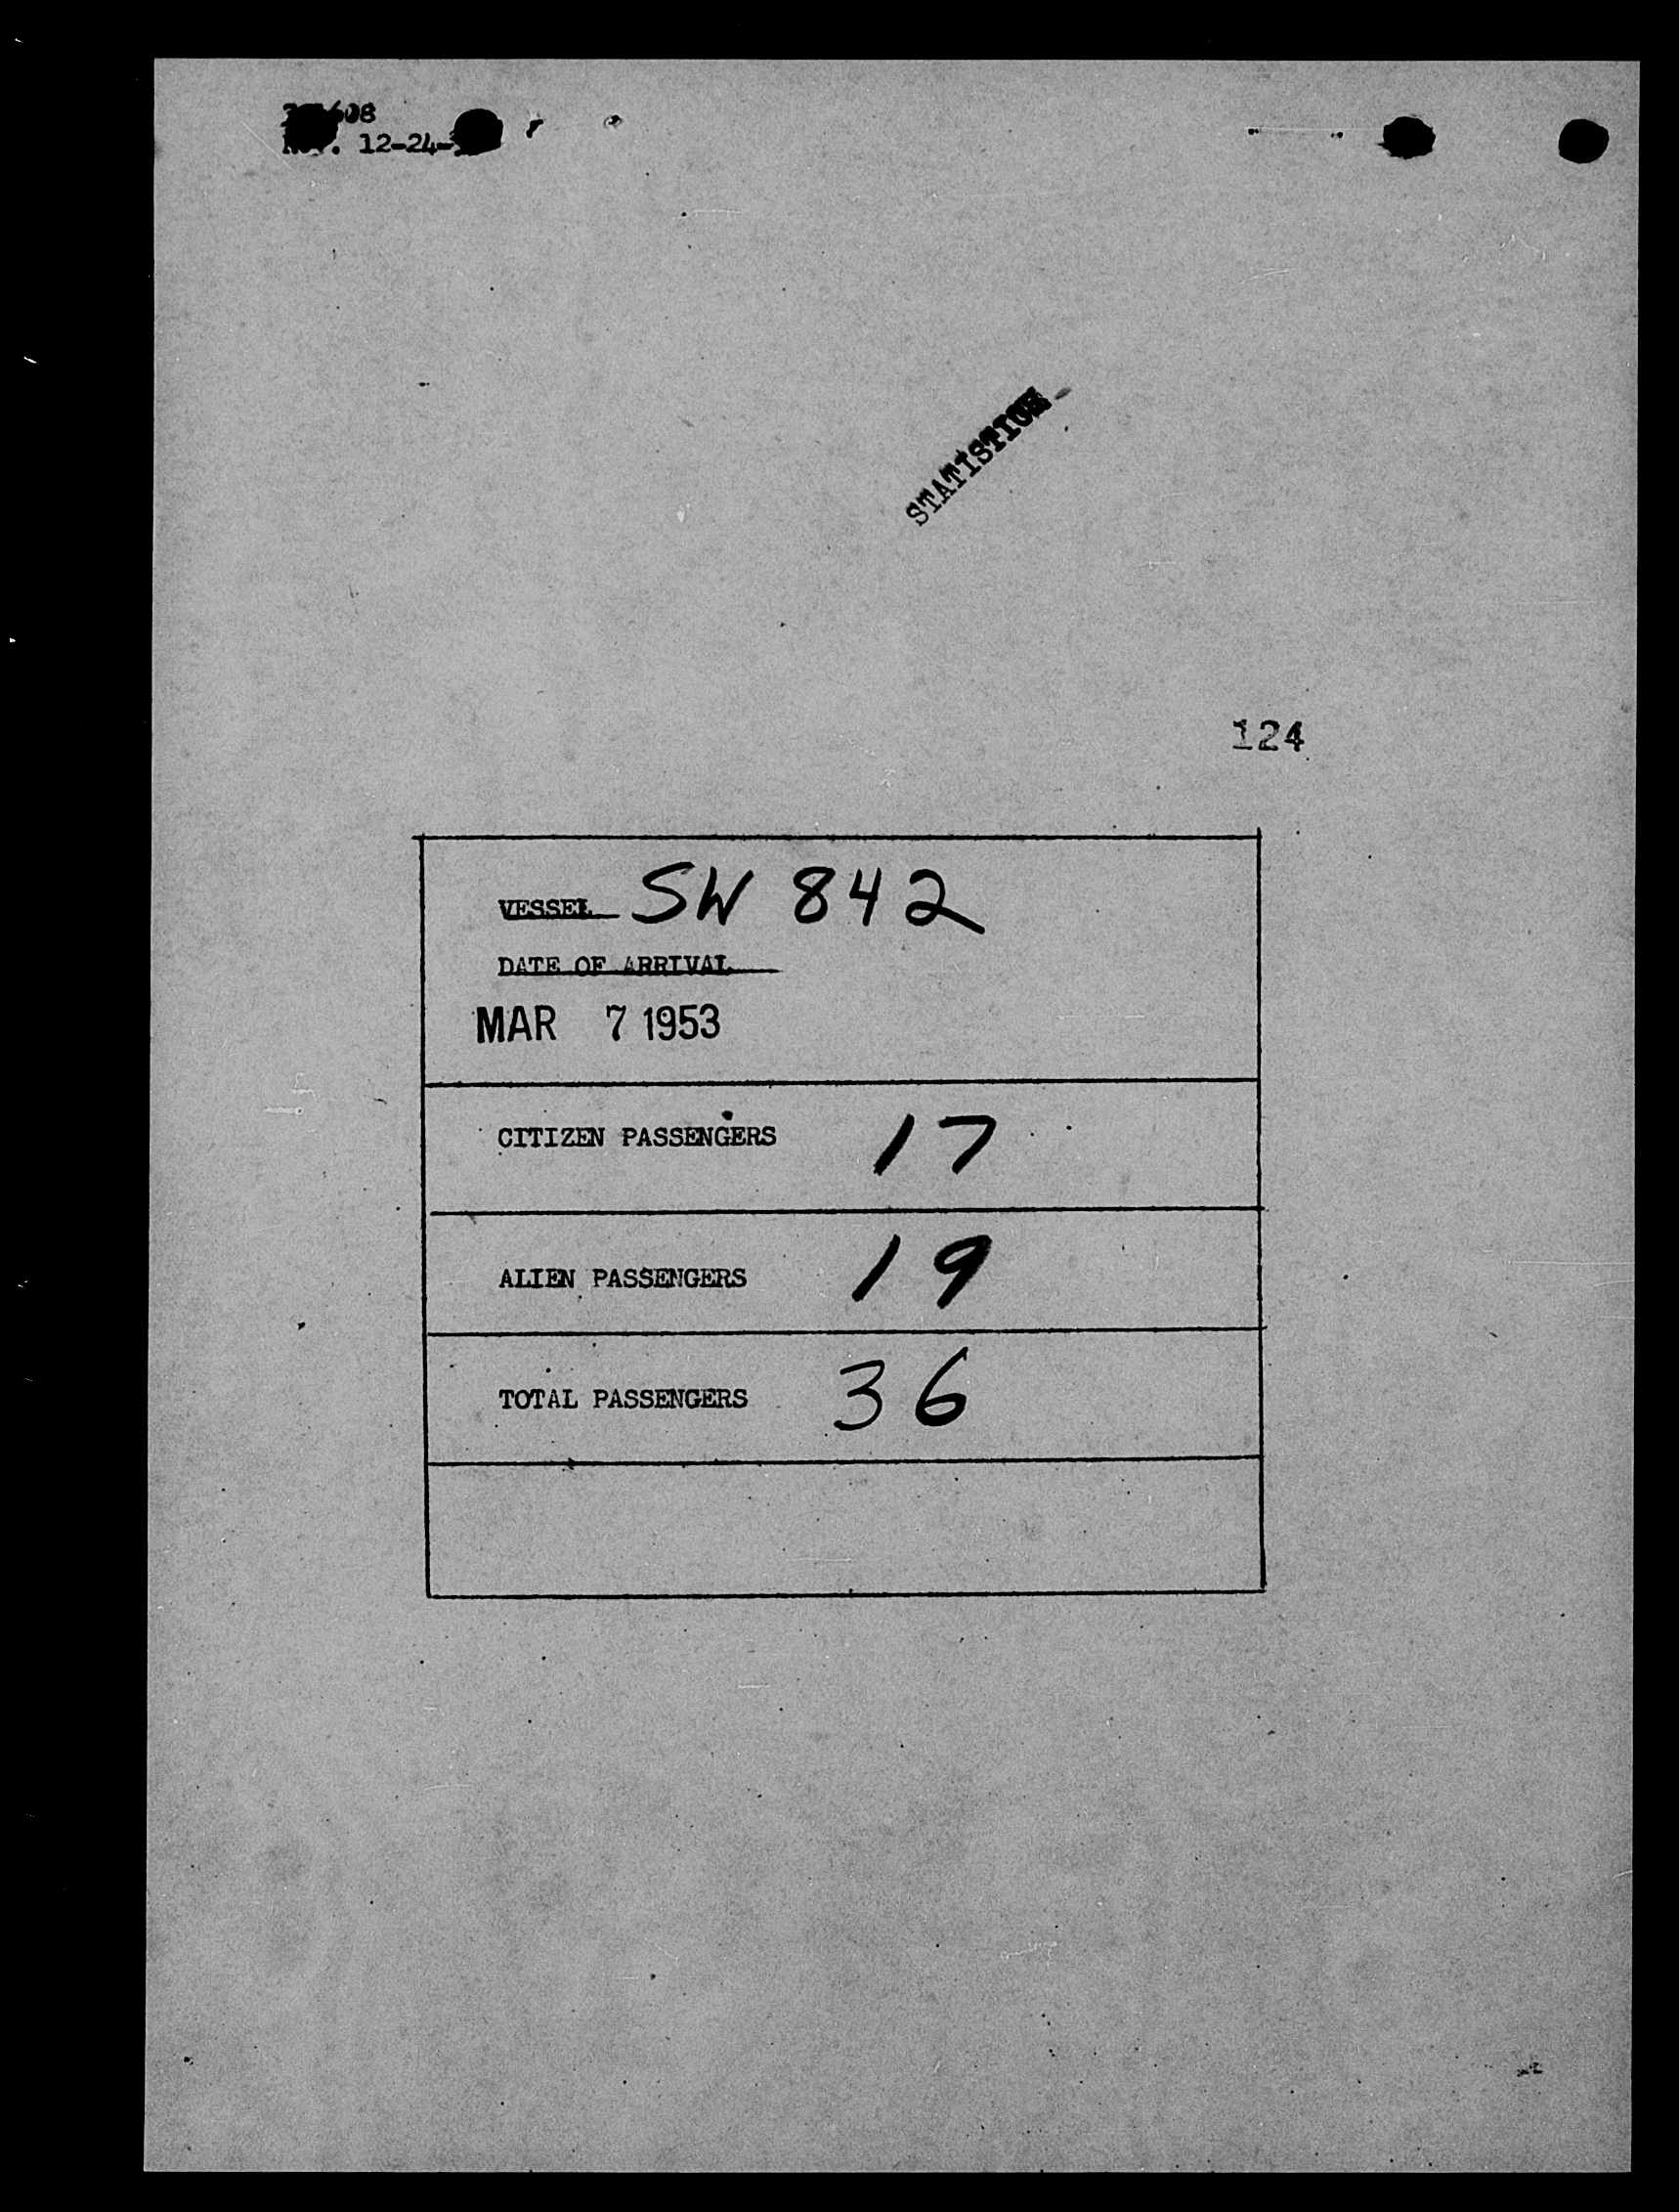 12-24-
STATISTICS
124
VESSEL SW 842
DATE OF ARRIVAL
MAR 7 1953
CITIZEN PASSENGERS 17
ALIEN PASSENGERS 19
TOTAL PASSENGERS 36